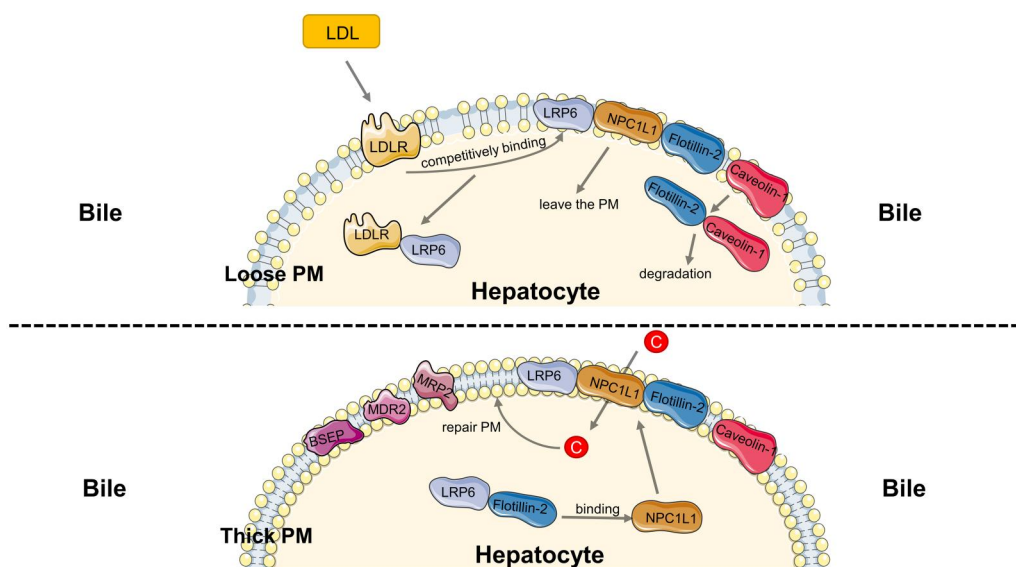 LDL
LRP6
NPC1L1
Flotillin-2
LDLR
competitively binding
Caveolin-1
Flotillin-2
leave the PM
Bile
Bile
LDLR
LRP6
Caveolin-1
Loose PM
degradation
Hepatocyte
C
MRP2
LRP6
NPC1L1
Flotillin-2
MDR2
BSEP
repair PM
C
Caveolin-1
Bile
Bile
LRP6
Flotillin-2
binding
NPC1L1
Thick PM
Hepatocyte